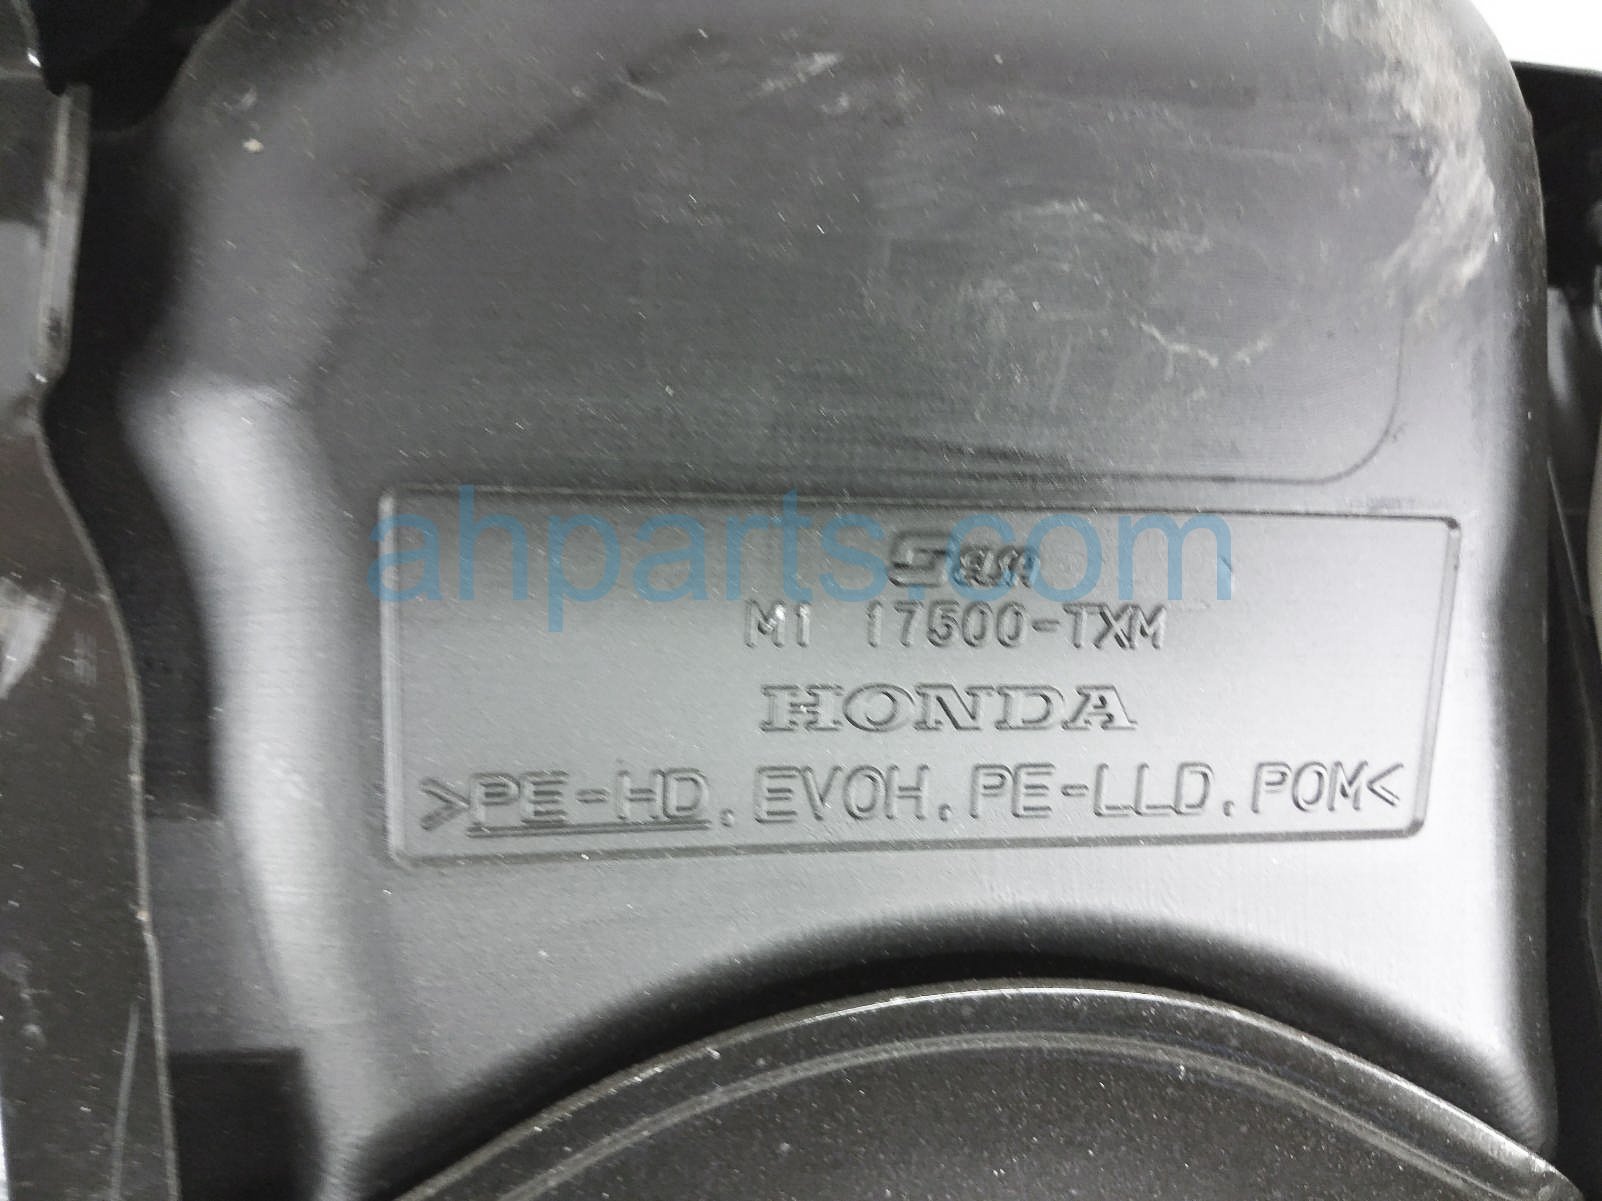 ahparts.com
M1 17500-TXM
HONDA
>PE-HD, EVOH, PE-LLD, POM<